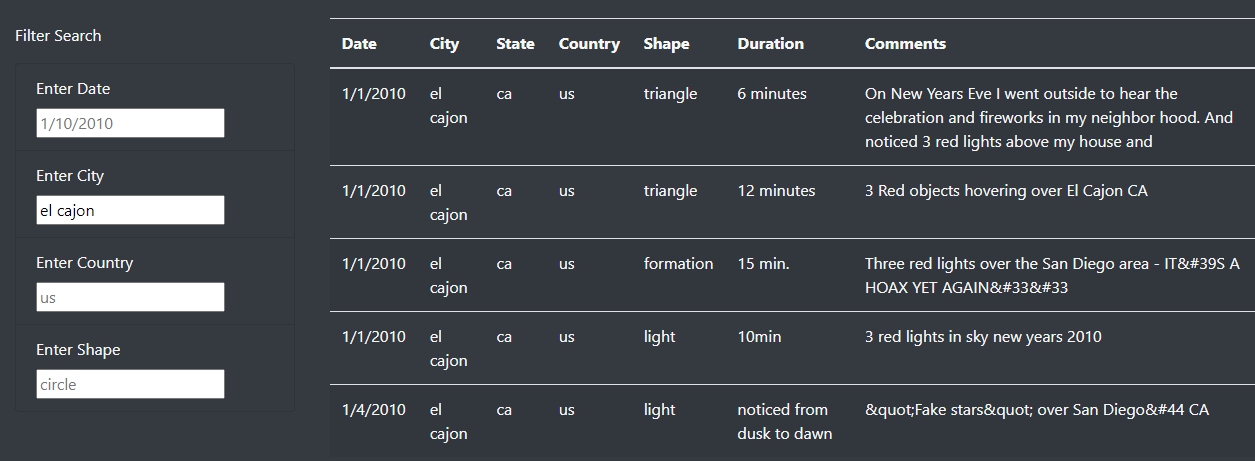 Filter Search
Enter Date
1/10/2010
Enter City
el cajon
Enter Country
us
Enter Shape
circle
Date City State Country Shape Duration Comments
1/1/2010 el ca us triangle 6 minutes On New Years Eve I went outside to hear the
cajon celebration and fireworks in my neighbor hood. And
noticed 3 red lights above my house and
1/1/2010 el ca us triangle 12 minutes 3 Red objects hovering over El Cajon CA
cajon
1/1/2010 el ca us formation 15 min. Three red lights over the San Diego area - IT&#39S A
cajon HOAX YET AGAIN&#33&#33
1/1/2010 el ca us light 10min 3 red lights in sky new years 2010
cajon
1/4/2010 el ca us light noticed from &quot;Fake stars&quot; over San Diego&#44 CA
cajon dusk to dawn